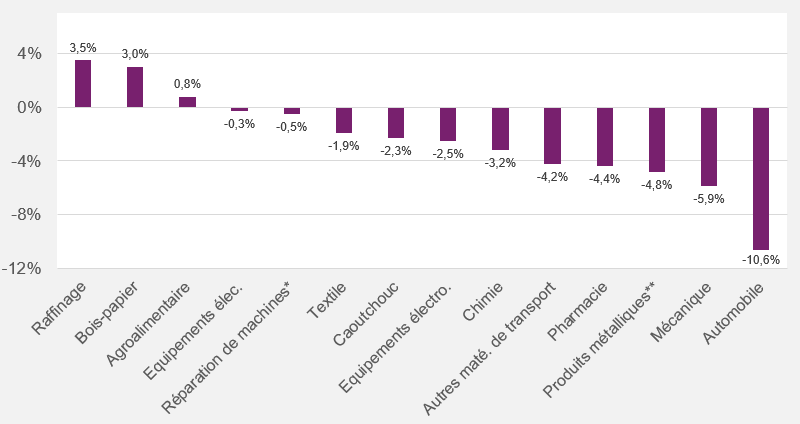 4%
0%
-4%
-8%
-12%
3,5%
3,0%
0,8%
-0,3%
-0,5%
-1,9%
-2,3%
-2,5%
-3,2%
-4,2%
-4,4%
-4,8%
-5,9%
-10,6%
Raffinage
Bois-papier
Agroalimentaire
Equipements élec.
Réparation de machines*
Textile
Caoutchouc
Equipements électro.
Chimie
Autres maté. de transport
Pharmacie
Produits métalliques**
Mécanique
Automobile